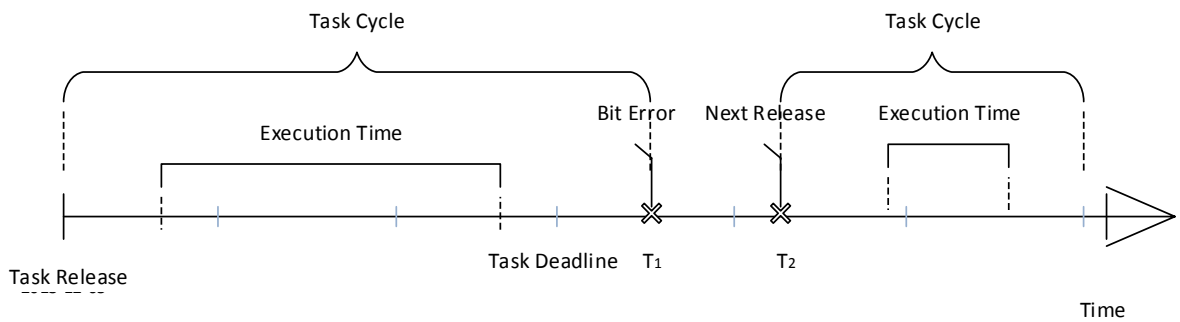 Task Cycle
Task Cycle
Bit Error
Next Release
Execution Time
Execution Time
Task Deadline
T1
T2
Task Release
Time